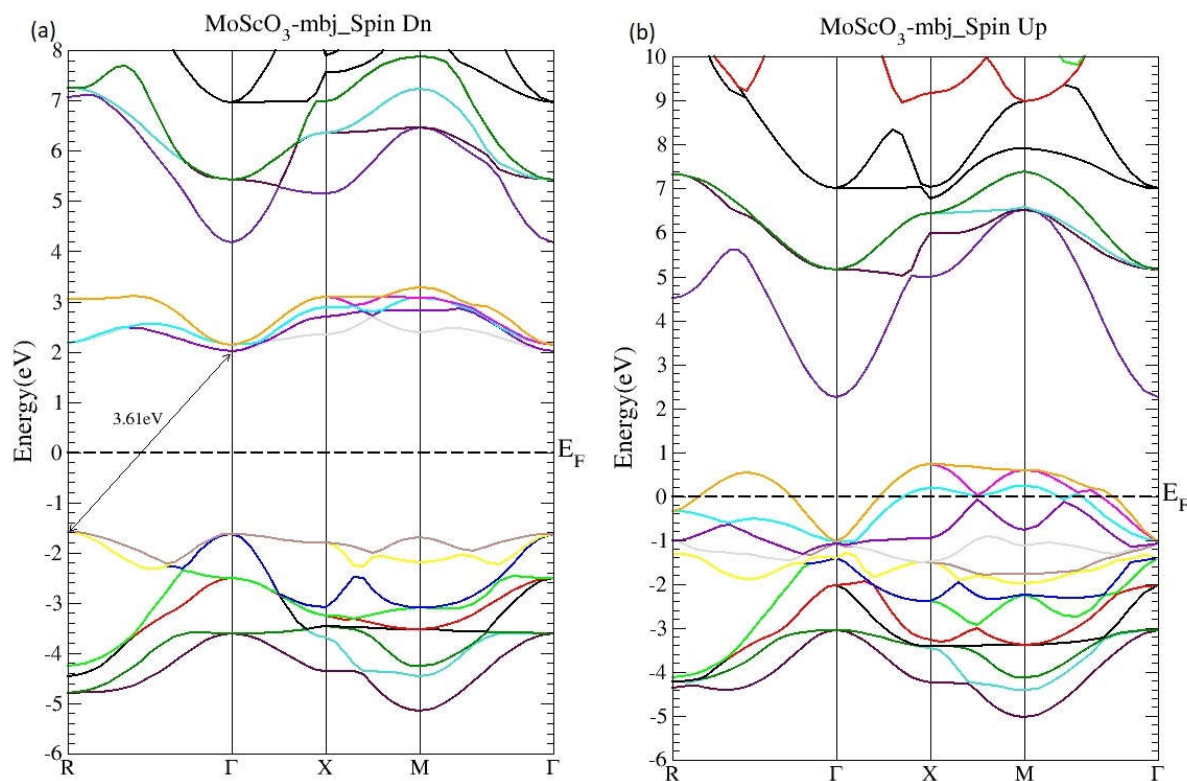 (a)
MoScO3-mbj_Spin Dn
8
7
6
5
4
3
2
1
0
-1
-2
-3
-4
-5
-6
Energy(eV)
3.61eV
E_F
R Γ X M Γ
(b)
MoScO3-mbj_Spin Up
10
9
8
7
6
5
4
3
2
1
0
-1
-2
-3
-4
-5
-6
Energy(eV)
E_F
R Γ X M Γ